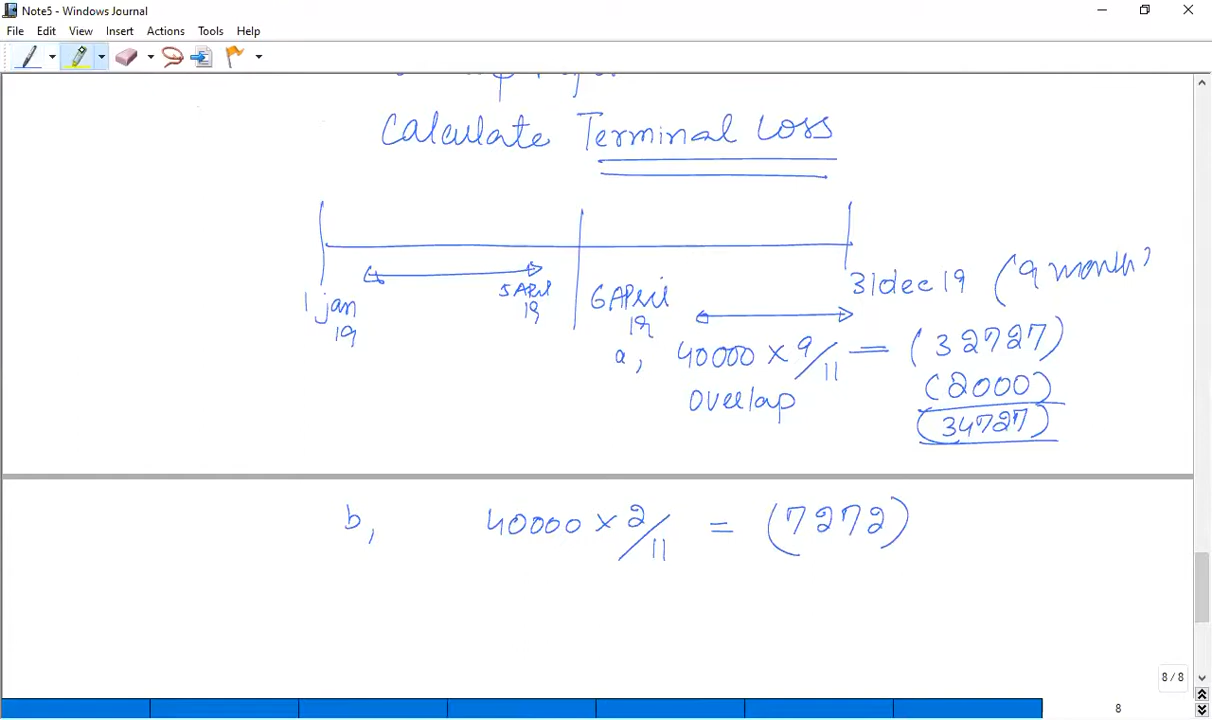 Note5 - Windows Journal
File Edit View Insert Actions Tools Help
Calculate Terminal Loss
1 jan 19
5 April 19
6 April 19
31 dec 19 (9 month)
a, 40000 × 9/11 = (32727)
overlap (2000)
(34727)
b, 40000 × 2/11 = (7272)
8 / 8
8